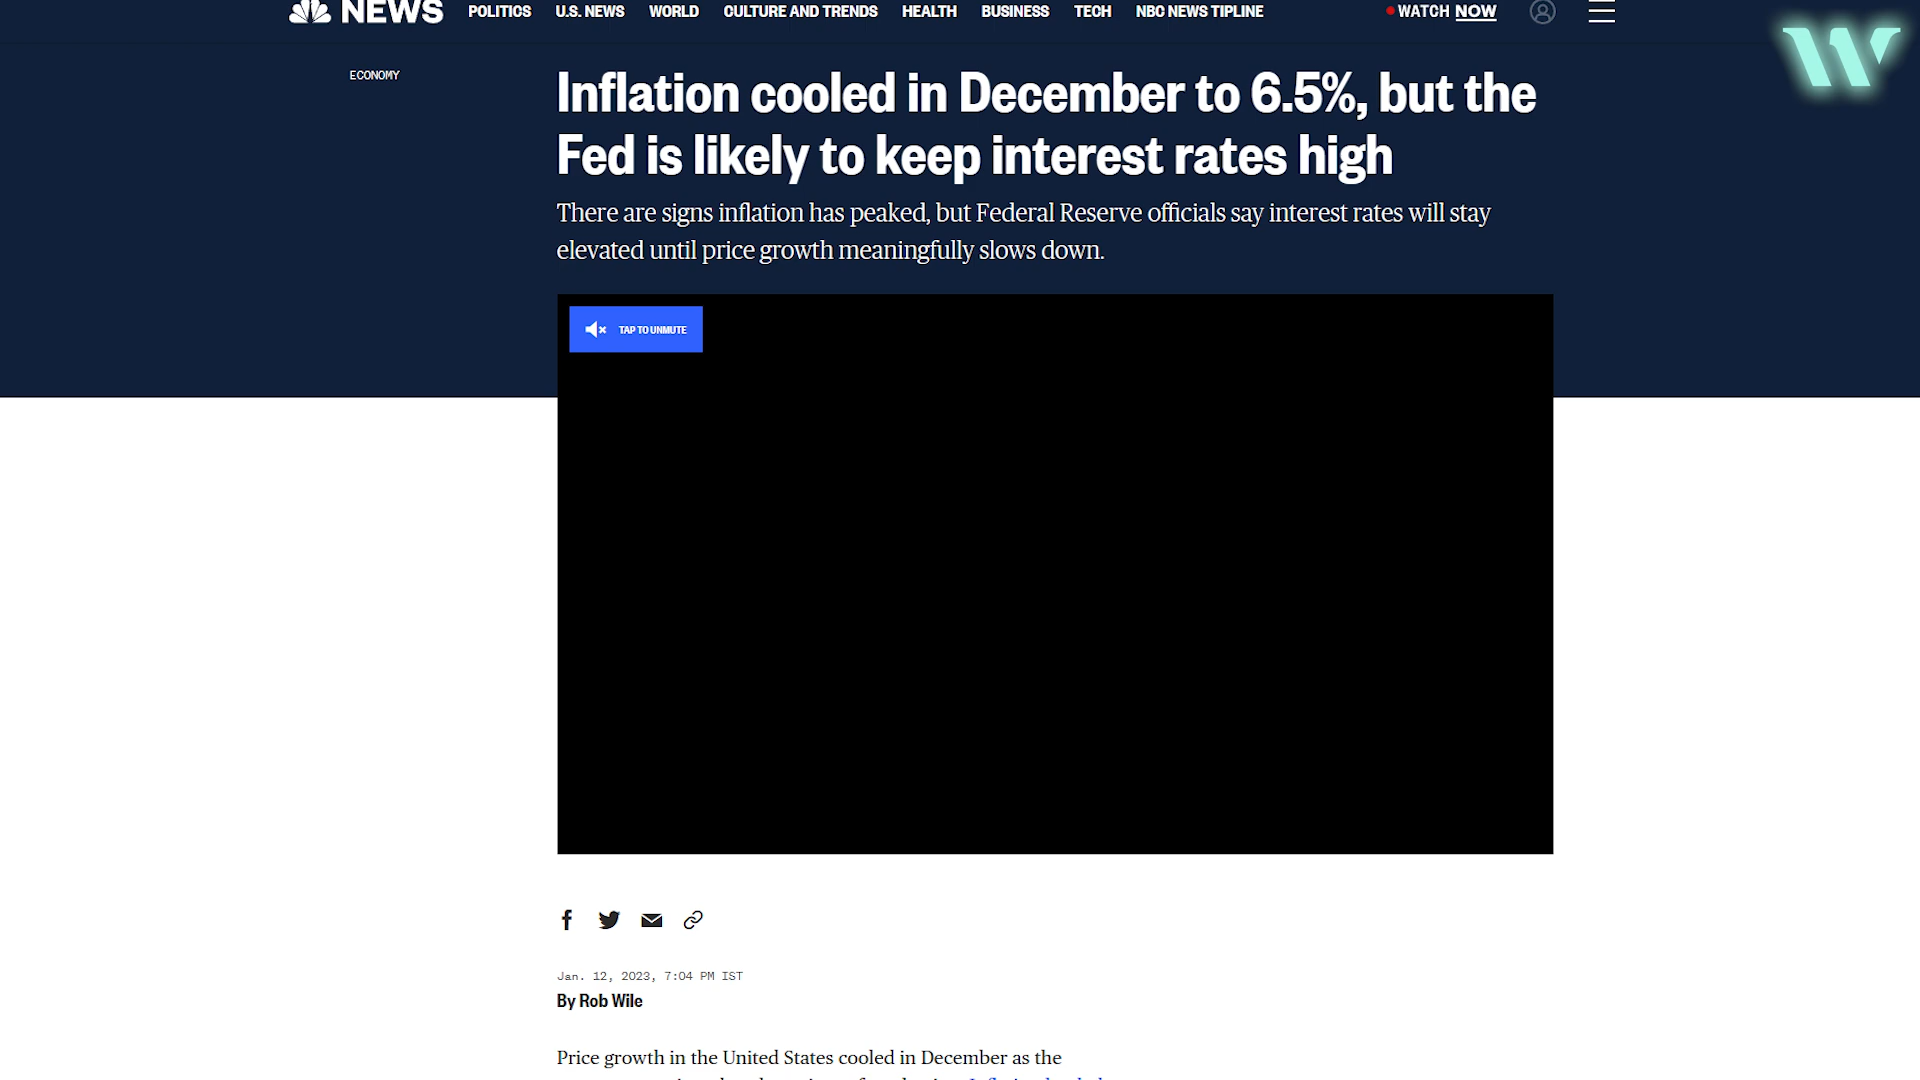 NEWS POLITICS U.S. NEWS WORLD CULTURE AND TRENDS HEALTH BUSINESS TECH NBC NEWS TIPLINE WATCH NOW
W
ECONOMY
Inflation cooled in December to 6.5%, but the
Fed is likely to keep interest rates high
There are signs inflation has peaked, but Federal Reserve officials say interest rates will stay
elevated until price growth meaningfully slows down.
TAP TO UNMUTE
Jan. 12, 2023, 7:04 PM IST
By Rob Wile
Price growth in the United States cooled in December as the